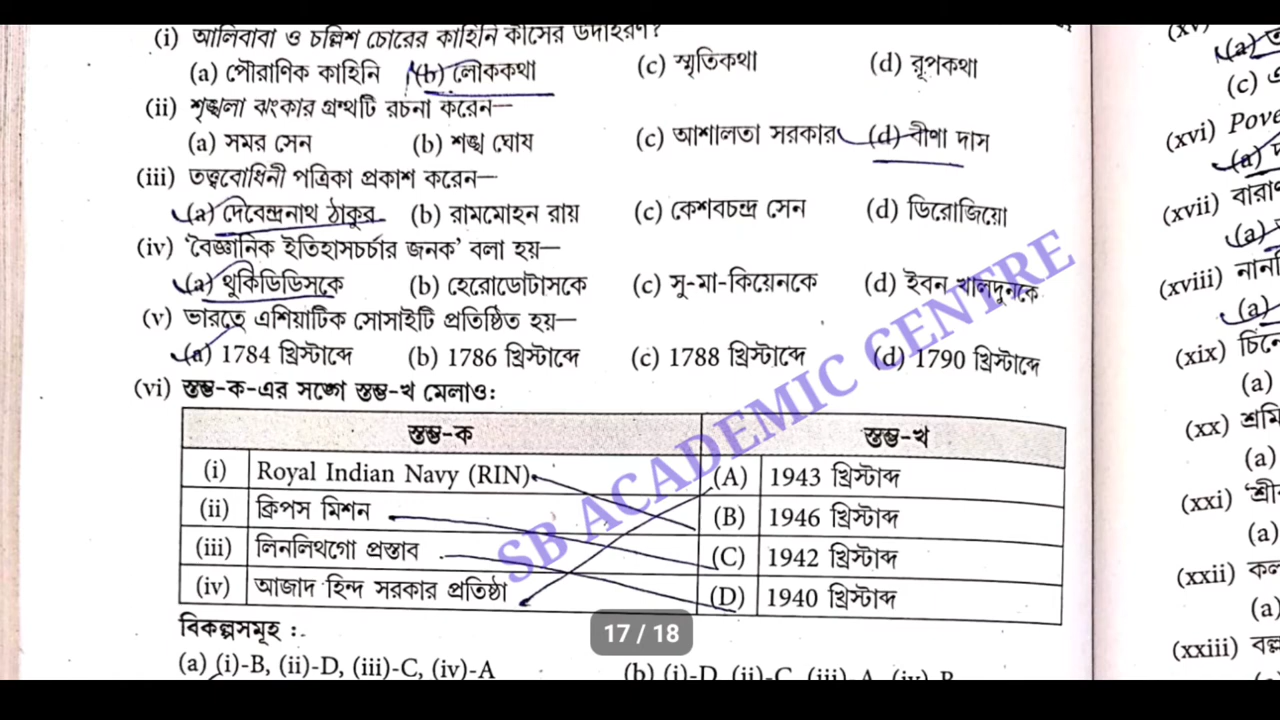 (i) আলিবাবা ও চল্লিশ চোরের কাহিনি কীসের উদাহরণ?
(a) পৌরাণিক কাহিনি (b) লোককথা (c) স্মৃতিকথা (d) রূপকথা
(ii) শৃঙ্খলা ঝংকার গ্রন্থটি রচনা করেন—
(a) সমর সেন (b) শঙ্খ ঘোষ (c) আশালতা সরকার (d) বীণা দাস
(iii) তত্ত্ববোধিনী পত্রিকা প্রকাশ করেন—
(a) দেবেন্দ্রনাথ ঠাকুর (b) রামমোহন রায় (c) কেশবচন্দ্র সেন (d) ডিরোজিয়ো
(iv) ‘বৈজ্ঞানিক ইতিহাসচর্চার জনক’ বলা হয়—
(a) থুকিডিডিসকে (b) হেরোডোটাসকে (c) সু-মা-কিয়েনকে (d) ইবন খালদুনকে
(v) ভারতে এশিয়াটিক সোসাইটি প্রতিষ্ঠিত হয়—
(a) 1784 খ্রিস্টাব্দে (b) 1786 খ্রিস্টাব্দে (c) 1788 খ্রিস্টাব্দে (d) 1790 খ্রিস্টাব্দে
(vi) স্তম্ভ-ক-এর সঙ্গে স্তম্ভ-খ মেলাও:
স্তম্ভ-ক স্তম্ভ-খ
(i) Royal Indian Navy (RIN) (A) 1943 খ্রিস্টাব্দ
(ii) ক্রিপস মিশন (B) 1946 খ্রিস্টাব্দ
(iii) লিনলিথগো প্রস্তাব (C) 1942 খ্রিস্টাব্দ
(iv) আজাদ হিন্দ সরকার প্রতিষ্ঠা (D) 1940 খ্রিস্টাব্দ
বিকল্পসমূহ :
(a) (i)-B, (ii)-D, (iii)-C, (iv)-A (b) (i)-D, (ii)-C, (iii)-A, (iv)-B
SB ACADEMIC CENTRE
17 / 18
(a)
(c)
(xvi) Pove
(a)
(xvii)
(a)
(xviii)
(a)
(xix)
(a)
(xx)
(a)
(xxi)
(a)
(xxii)
(a)
(xxiii)